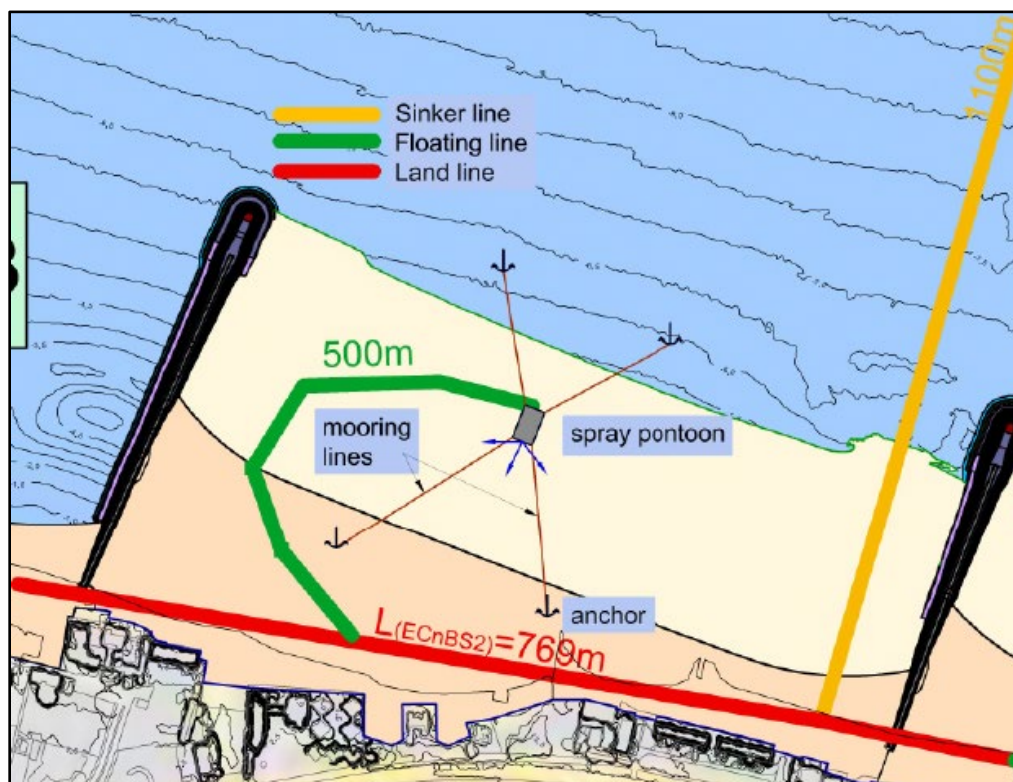 1100m
Sinker line
Floating line
Land line
500m
mooring
lines
spray pontoon
L(ECnBS2)=769m
anchor